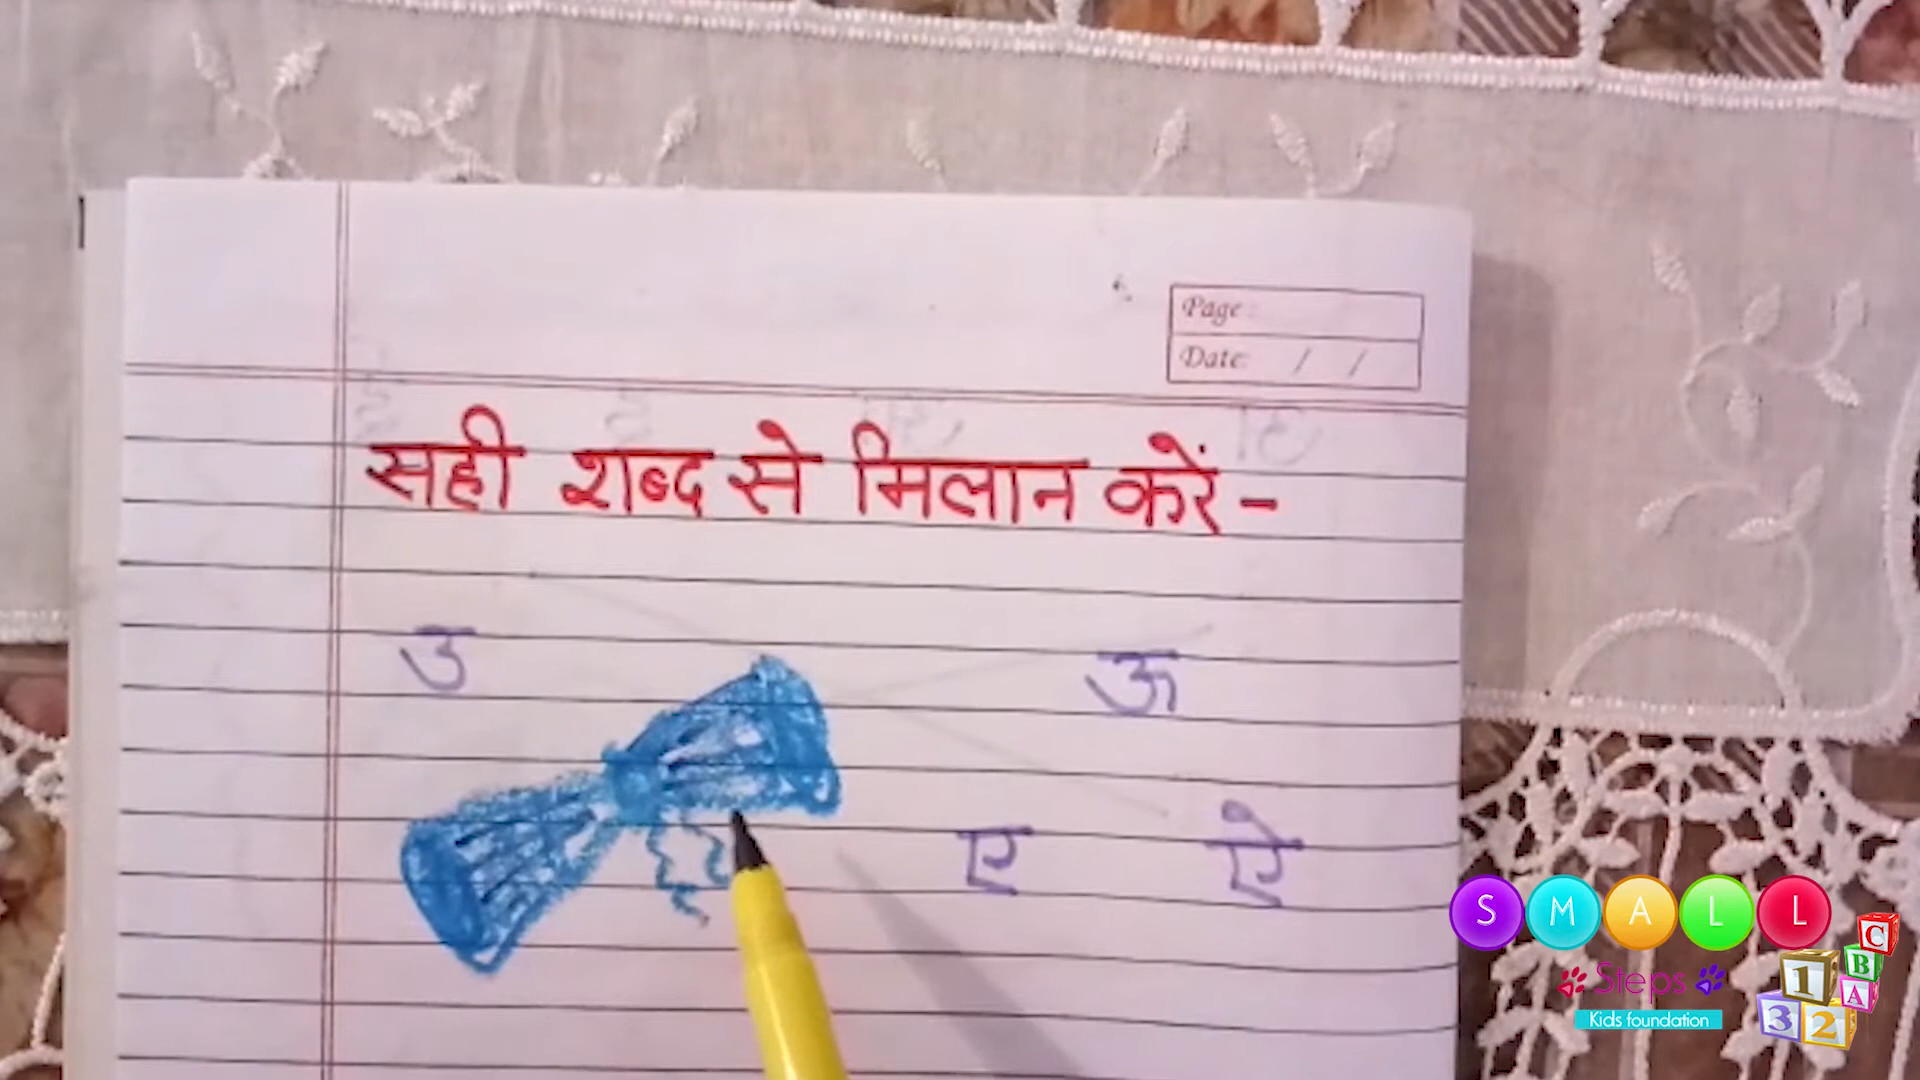 Page :
Date: / /
सही शब्द से मिलान करें -
उ ऊ
ए ऐ
S M A L L
Steps
Kids foundation
C
1 B
A
3 2